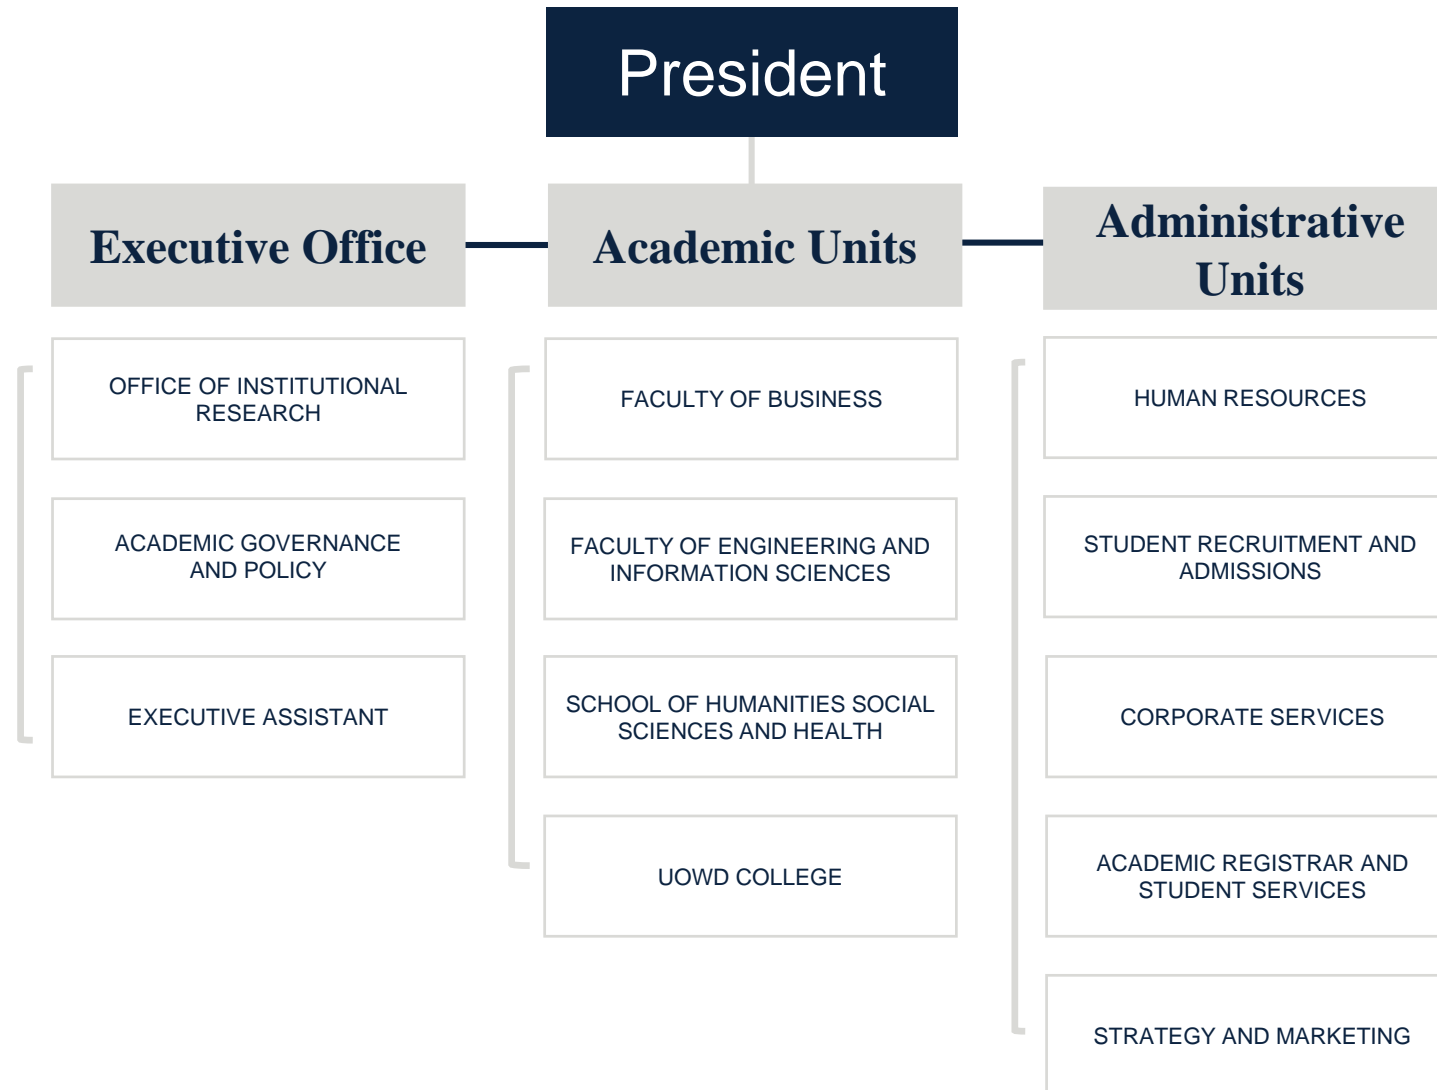 President
Executive Office
Academic Units
Administrative
Units
OFFICE OF INSTITUTIONAL
RESEARCH
ACADEMIC GOVERNANCE
AND POLICY
EXECUTIVE ASSISTANT
FACULTY OF BUSINESS
FACULTY OF ENGINEERING AND
INFORMATION SCIENCES
SCHOOL OF HUMANITIES SOCIAL
SCIENCES AND HEALTH
UOWD COLLEGE
HUMAN RESOURCES
STUDENT RECRUITMENT AND
ADMISSIONS
CORPORATE SERVICES
ACADEMIC REGISTRAR AND
STUDENT SERVICES
STRATEGY AND MARKETING